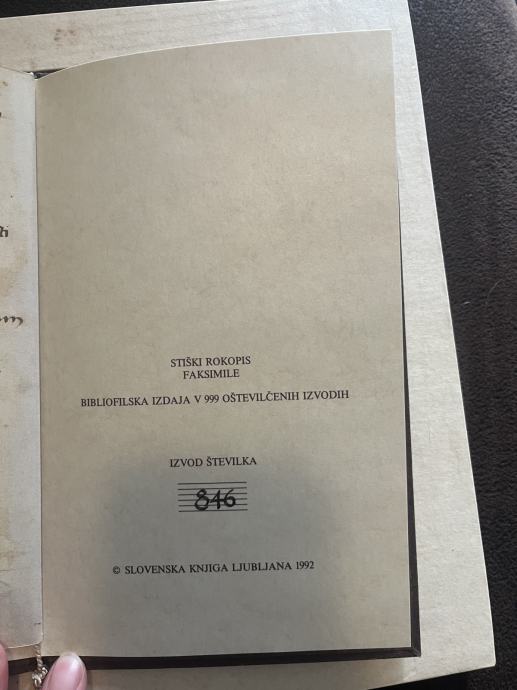 STIŠKI ROKOPIS
FAKSIMILE
BIBLIOFILSKA IZDAJA V 999 OŠTEVILČENIH IZVODIH
IZVOD ŠTEVILKA
846
© SLOVENSKA KNJIGA LJUBLJANA 1992